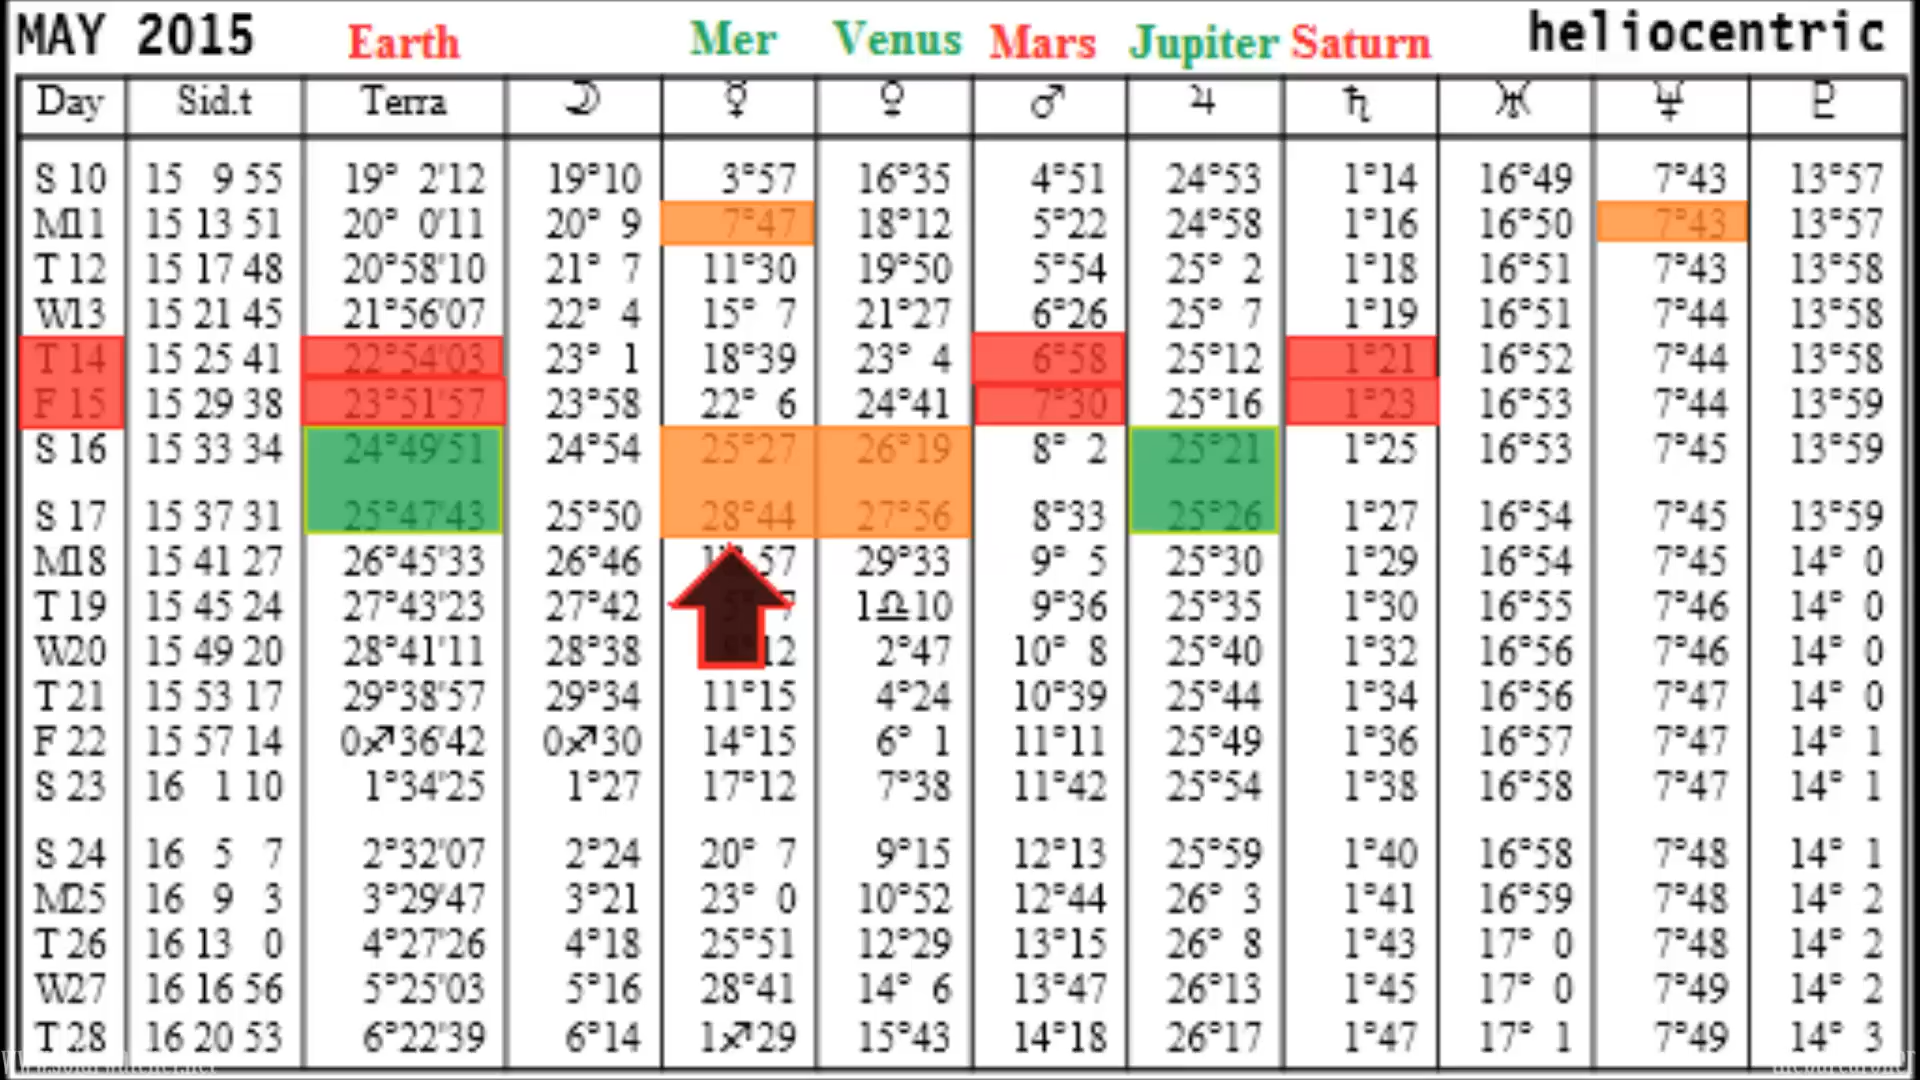 MAY 2015 Earth Mer Venus Mars Jupiter Saturn heliocentric
Day Sid.t Terra ☽ ☿ ♀ ♂ ♃ ♄ ♅ ♆ ♇
S 10 15 9 55 19° 2'12 19°10 3°57 16°35 4°51 24°53 1°14 16°49 7°43 13°57
M11 15 13 51 20° 0'11 20° 9 7°47 18°12 5°22 24°58 1°16 16°50 7°43 13°57
T 12 15 17 48 20°58'10 21° 7 11°30 19°50 5°54 25° 2 1°18 16°51 7°43 13°58
W13 15 21 45 21°56'07 22° 4 15° 7 21°27 6°26 25° 7 1°19 16°51 7°44 13°58
T 14 15 25 41 22°54'03 23° 1 18°39 23° 4 6°58 25°12 1°21 16°52 7°44 13°58
F 15 15 29 38 23°51'57 23°58 22° 6 24°41 7°30 25°16 1°23 16°53 7°44 13°59
S 16 15 33 34 24°49'51 24°54 25°27 26°19 8° 2 25°21 1°25 16°53 7°45 13°59
S 17 15 37 31 25°47'43 25°50 28°44 27°56 8°33 25°26 1°27 16°54 7°45 13°59
M18 15 41 27 26°45'33 26°46 57 29°33 9° 5 25°30 1°29 16°55 7°45 14° 0
T 19 15 45 24 27°43'23 27°42 1♎10 9°36 25°35 1°30 16°55 7°46 14° 0
W20 15 49 20 28°41'11 28°38 12 2°47 10° 8 25°40 1°32 16°56 7°46 14° 0
T 21 15 53 17 29°38'57 29°34 11°15 4°24 10°39 25°44 1°34 16°56 7°47 14° 0
F 22 15 57 14 0♐36'42 0♐30 14°15 6° 1 11°11 25°49 1°36 16°57 7°47 14° 1
S 23 16 1 10 1°34'25 1°27 17°12 7°38 11°42 25°54 1°38 16°58 7°47 14° 1
S 24 16 5 7 2°32'07 2°24 20° 7 9°15 12°13 25°59 1°40 16°58 7°48 14° 1
M25 16 9 3 3°29'47 3°21 23° 0 10°52 12°44 26° 3 1°41 16°59 7°48 14° 2
T 26 16 13 0 4°27'26 4°18 25°51 12°29 13°15 26° 8 1°43 17° 0 7°48 14° 2
W27 16 16 56 5°25'03 5°16 28°41 14° 6 13°47 26°13 1°45 17° 0 7°49 14° 2
T 28 16 20 53 6°22'39 6°14 1♐29 15°43 14°18 26°17 1°47 17° 1 7°49 14° 3